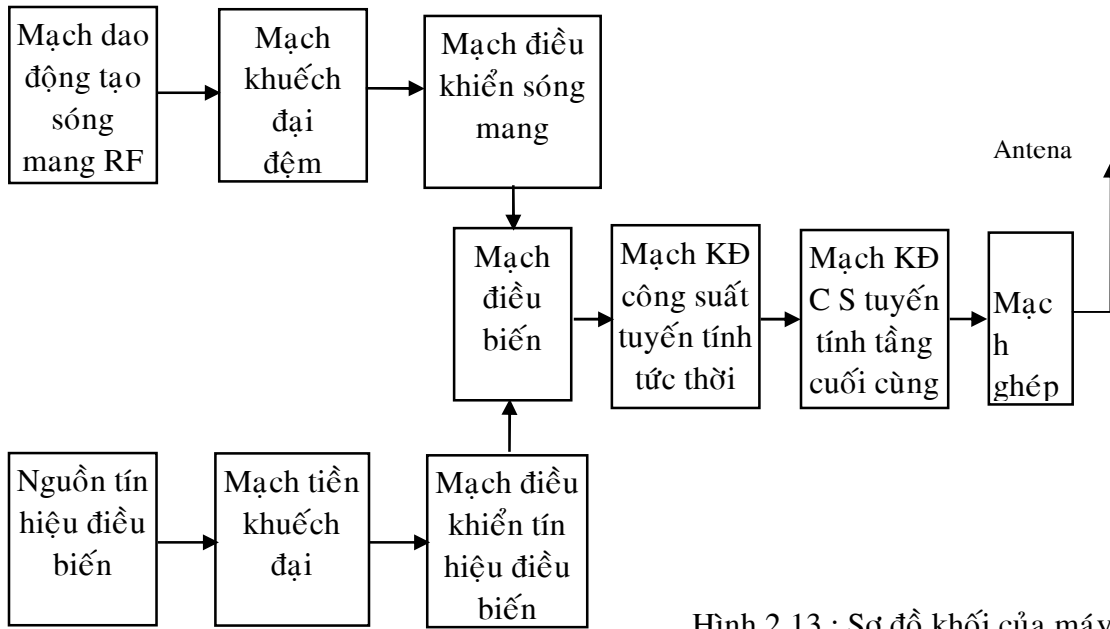 Mạch dao
động tạo
sóng
mang RF
Mạch
khuếch
đại
đệm
Mạch điều
khiển sóng
mang
Antena
Mạch
điều
biến
Mạch KĐ
công suất
tuyến tính
tức thời
Mạch KĐ
C S tuyến
tính tầng
cuối cùng
Mạc
h
ghép
Nguồn tín
hiệu điều
biến
Mạch tiền
khuếch
đại
Mạch điều
khiển tín
hiệu điều
biến
Hình 2.13 : Sơ đồ khối của máy